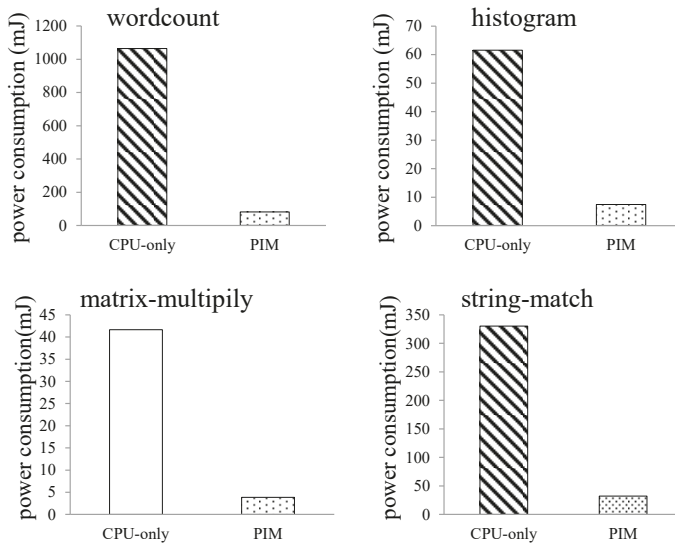 wordcount
power consumption (mJ)
1200
1000
800
600
400
200
0
CPU-only PIM
histogram
power consumption (mJ)
70
60
50
40
30
20
10
0
CPU-only PIM
matrix-multipily
power consumption(mJ)
45
40
35
30
25
20
15
10
5
0
CPU-only PIM
string-match
power consumption(mJ)
350
300
250
200
150
100
50
0
CPU-only PIM